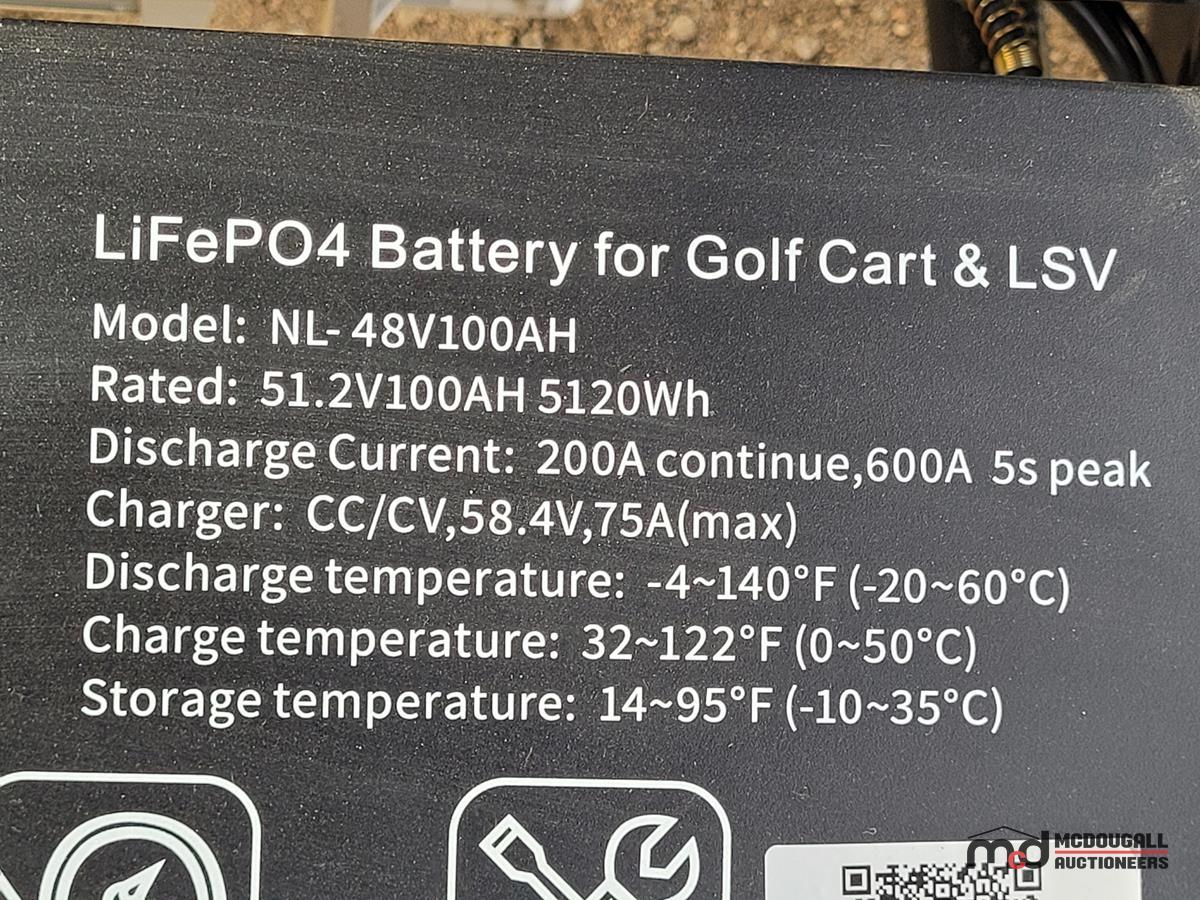 LiFePO4 Battery for Golf Cart & LSV
Model: NL- 48V100AH
Rated: 51.2V100AH 5120Wh
Discharge Current: 200A continue,600A 5s peak
Charger: CC/CV,58.4V,75A(max)
Discharge temperature: -4~140°F (-20~60°C)
Charge temperature: 32~122°F (0~50°C)
Storage temperature: 14~95°F (-10~35°C)
mcd MCDOUGALL
AUCTIONEERS